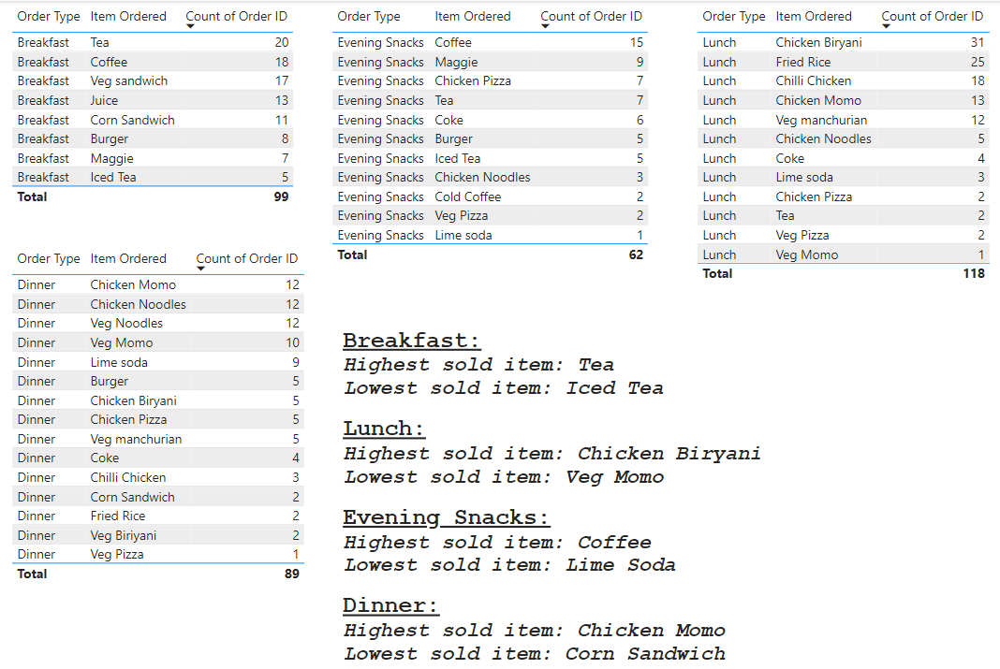 Order Type Item Ordered Count of Order ID
Breakfast Tea 20
Breakfast Coffee 18
Breakfast Veg sandwich 17
Breakfast Juice 13
Breakfast Corn Sandwich 11
Breakfast Burger 8
Breakfast Maggie 7
Breakfast Iced Tea 5
Total 99
Order Type Item Ordered Count of Order ID
Evening Snacks Coffee 15
Evening Snacks Maggie 9
Evening Snacks Chicken Pizza 7
Evening Snacks Tea 7
Evening Snacks Coke 6
Evening Snacks Burger 5
Evening Snacks Iced Tea 5
Evening Snacks Chicken Noodles 3
Evening Snacks Cold Coffee 2
Evening Snacks Veg Pizza 2
Evening Snacks Lime soda 1
Total 62
Order Type Item Ordered Count of Order ID
Lunch Chicken Biryani 31
Lunch Fried Rice 25
Lunch Chilli Chicken 18
Lunch Chicken Momo 13
Lunch Veg manchurian 12
Lunch Chicken Noodles 5
Lunch Coke 4
Lunch Lime soda 3
Lunch Chicken Pizza 2
Lunch Tea 2
Lunch Veg Pizza 2
Lunch Veg Momo 1
Total 118
Order Type Item Ordered Count of Order ID
Dinner Chicken Momo 12
Dinner Chicken Noodles 12
Dinner Veg Noodles 12
Dinner Veg Momo 10
Dinner Lime soda 9
Dinner Burger 5
Dinner Chicken Biryani 5
Dinner Chicken Pizza 5
Dinner Veg manchurian 5
Dinner Coke 4
Dinner Chilli Chicken 3
Dinner Corn Sandwich 2
Dinner Fried Rice 2
Dinner Veg Biriyani 2
Dinner Veg Pizza 1
Total 89
Breakfast:
Highest sold item: Tea
Lowest sold item: Iced Tea
Lunch:
Highest sold item: Chicken Biryani
Lowest sold item: Veg Momo
Evening Snacks:
Highest sold item: Coffee
Lowest sold item: Lime Soda
Dinner:
Highest sold item: Chicken Momo
Lowest sold item: Corn Sandwich